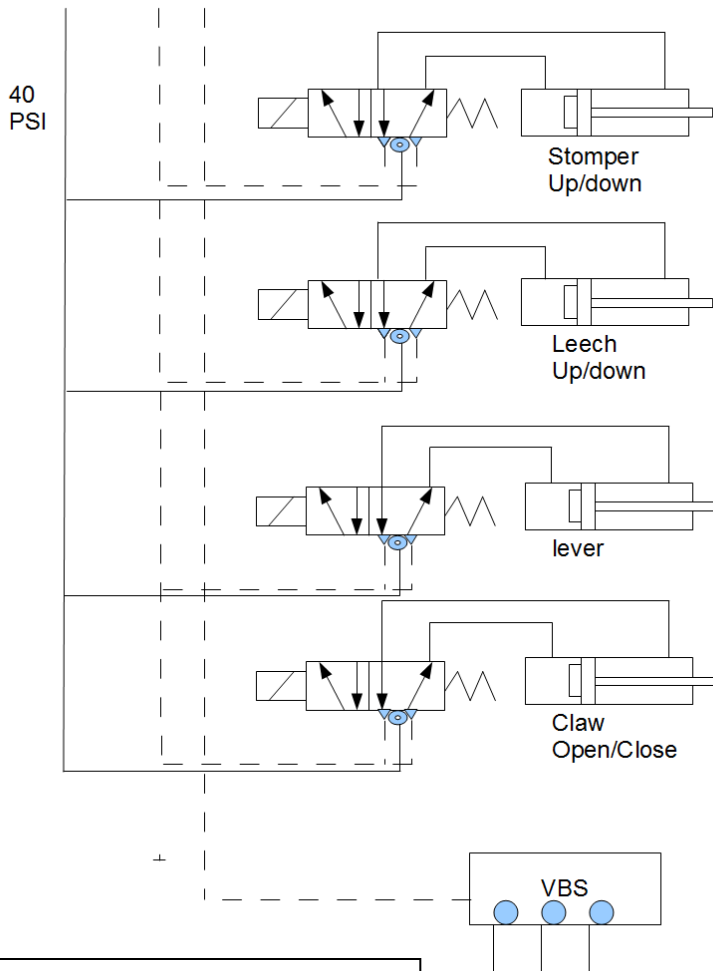 40
PSI
Stomper
Up/down
Leech
Up/down
lever
Claw
Open/Close
VBS